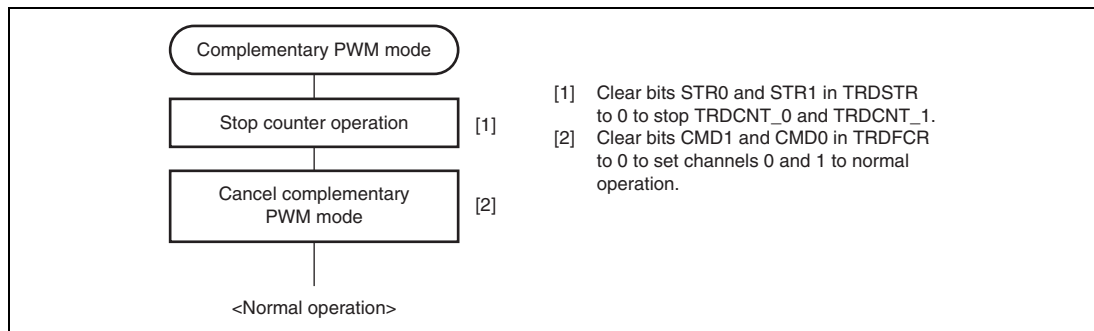 Complementary PWM mode
Stop counter operation
[1]
Cancel complementary
PWM mode
[2]
<Normal operation>
[1] Clear bits STR0 and STR1 in TRDSTR
to 0 to stop TRDCNT_0 and TRDCNT_1.
[2] Clear bits CMD1 and CMD0 in TRDFCR
to 0 to set channels 0 and 1 to normal
operation.